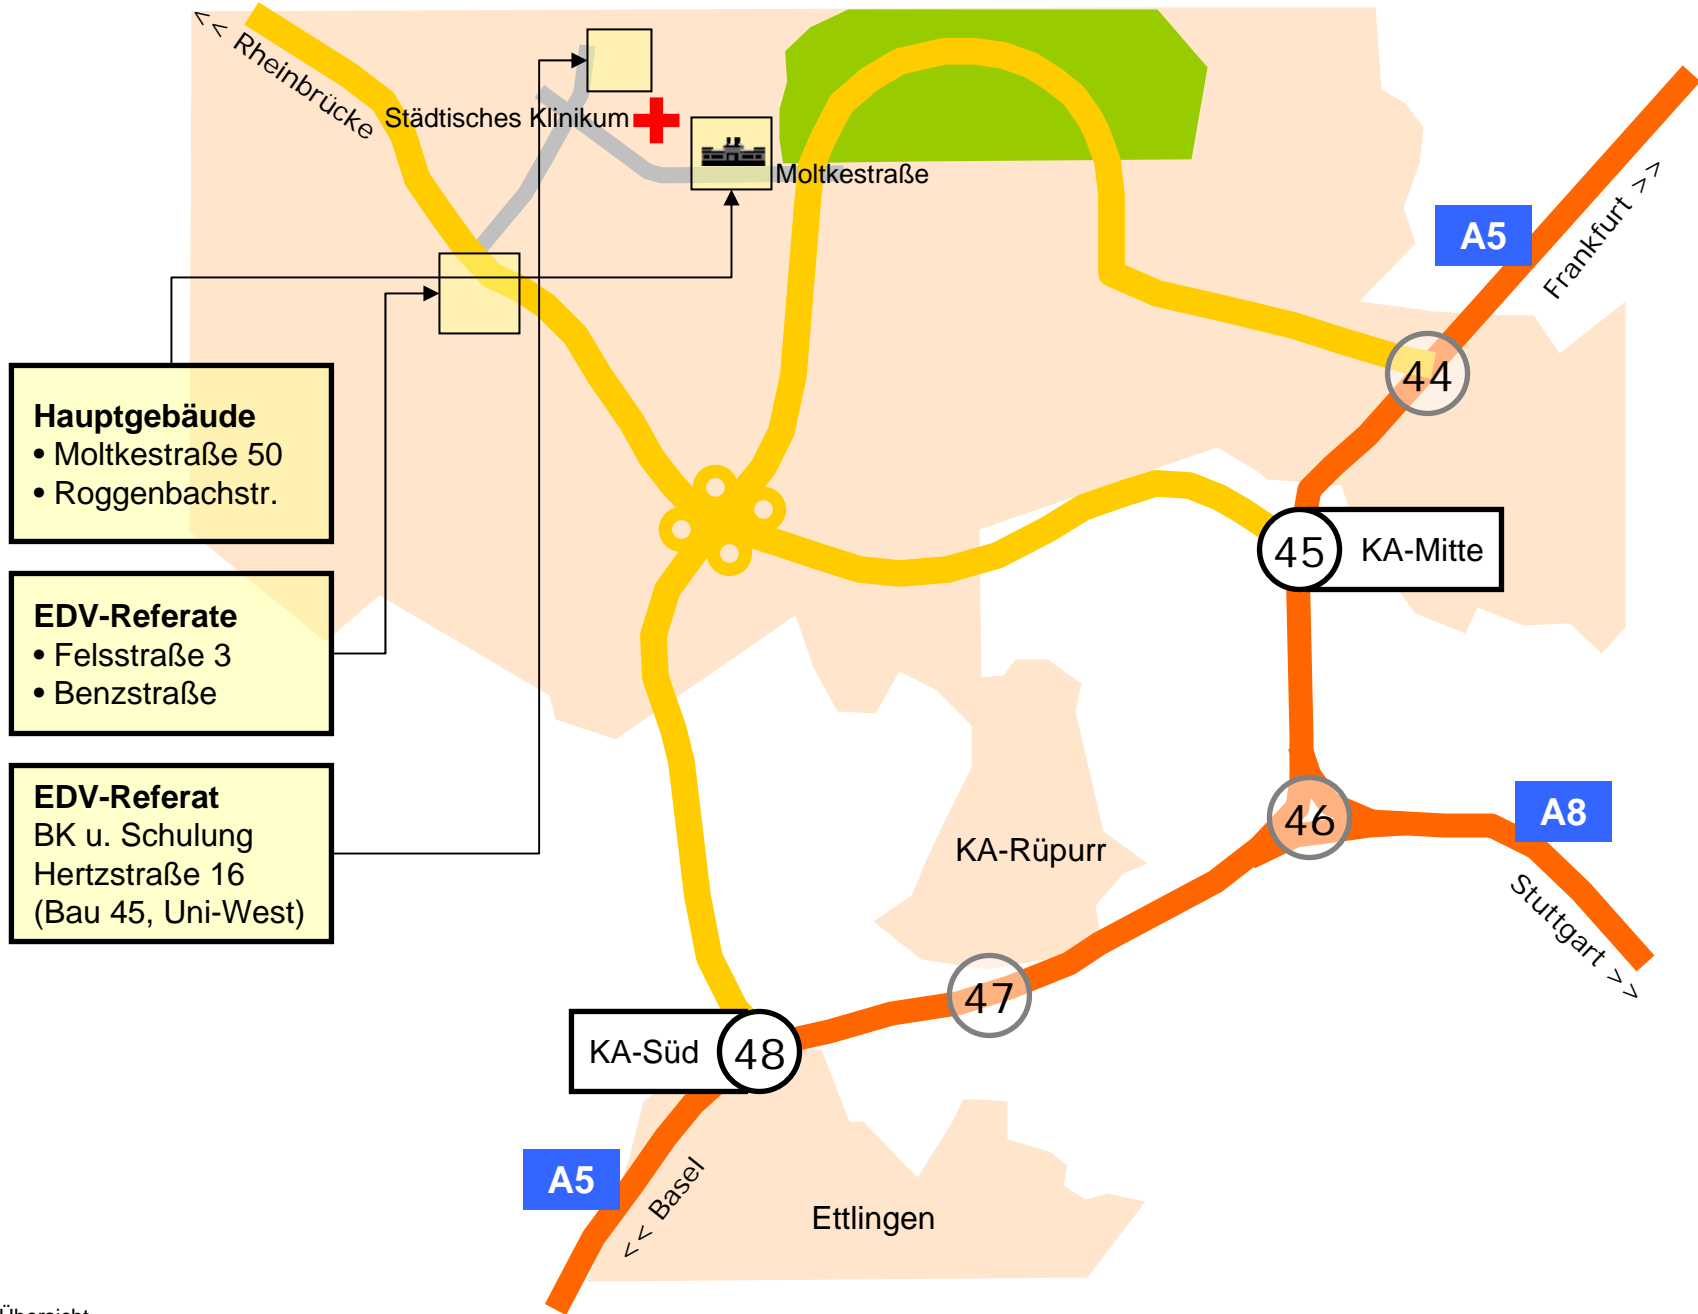 << Rheinbrücke
Städtisches Klinikum
Moltkestraße
A5
Frankfurt >>
44
Hauptgebäude
• Moltkestraße 50
• Roggenbachstr.
45 KA-Mitte
EDV-Referate
• Felsstraße 3
• Benzstraße
EDV-Referat
BK u. Schulung
Hertzstraße 16
(Bau 45, Uni-West)
46
A8
KA-Rüpurr
Stuttgart >>
47
KA-Süd 48
A5
<< Basel
Ettlingen
Übersicht